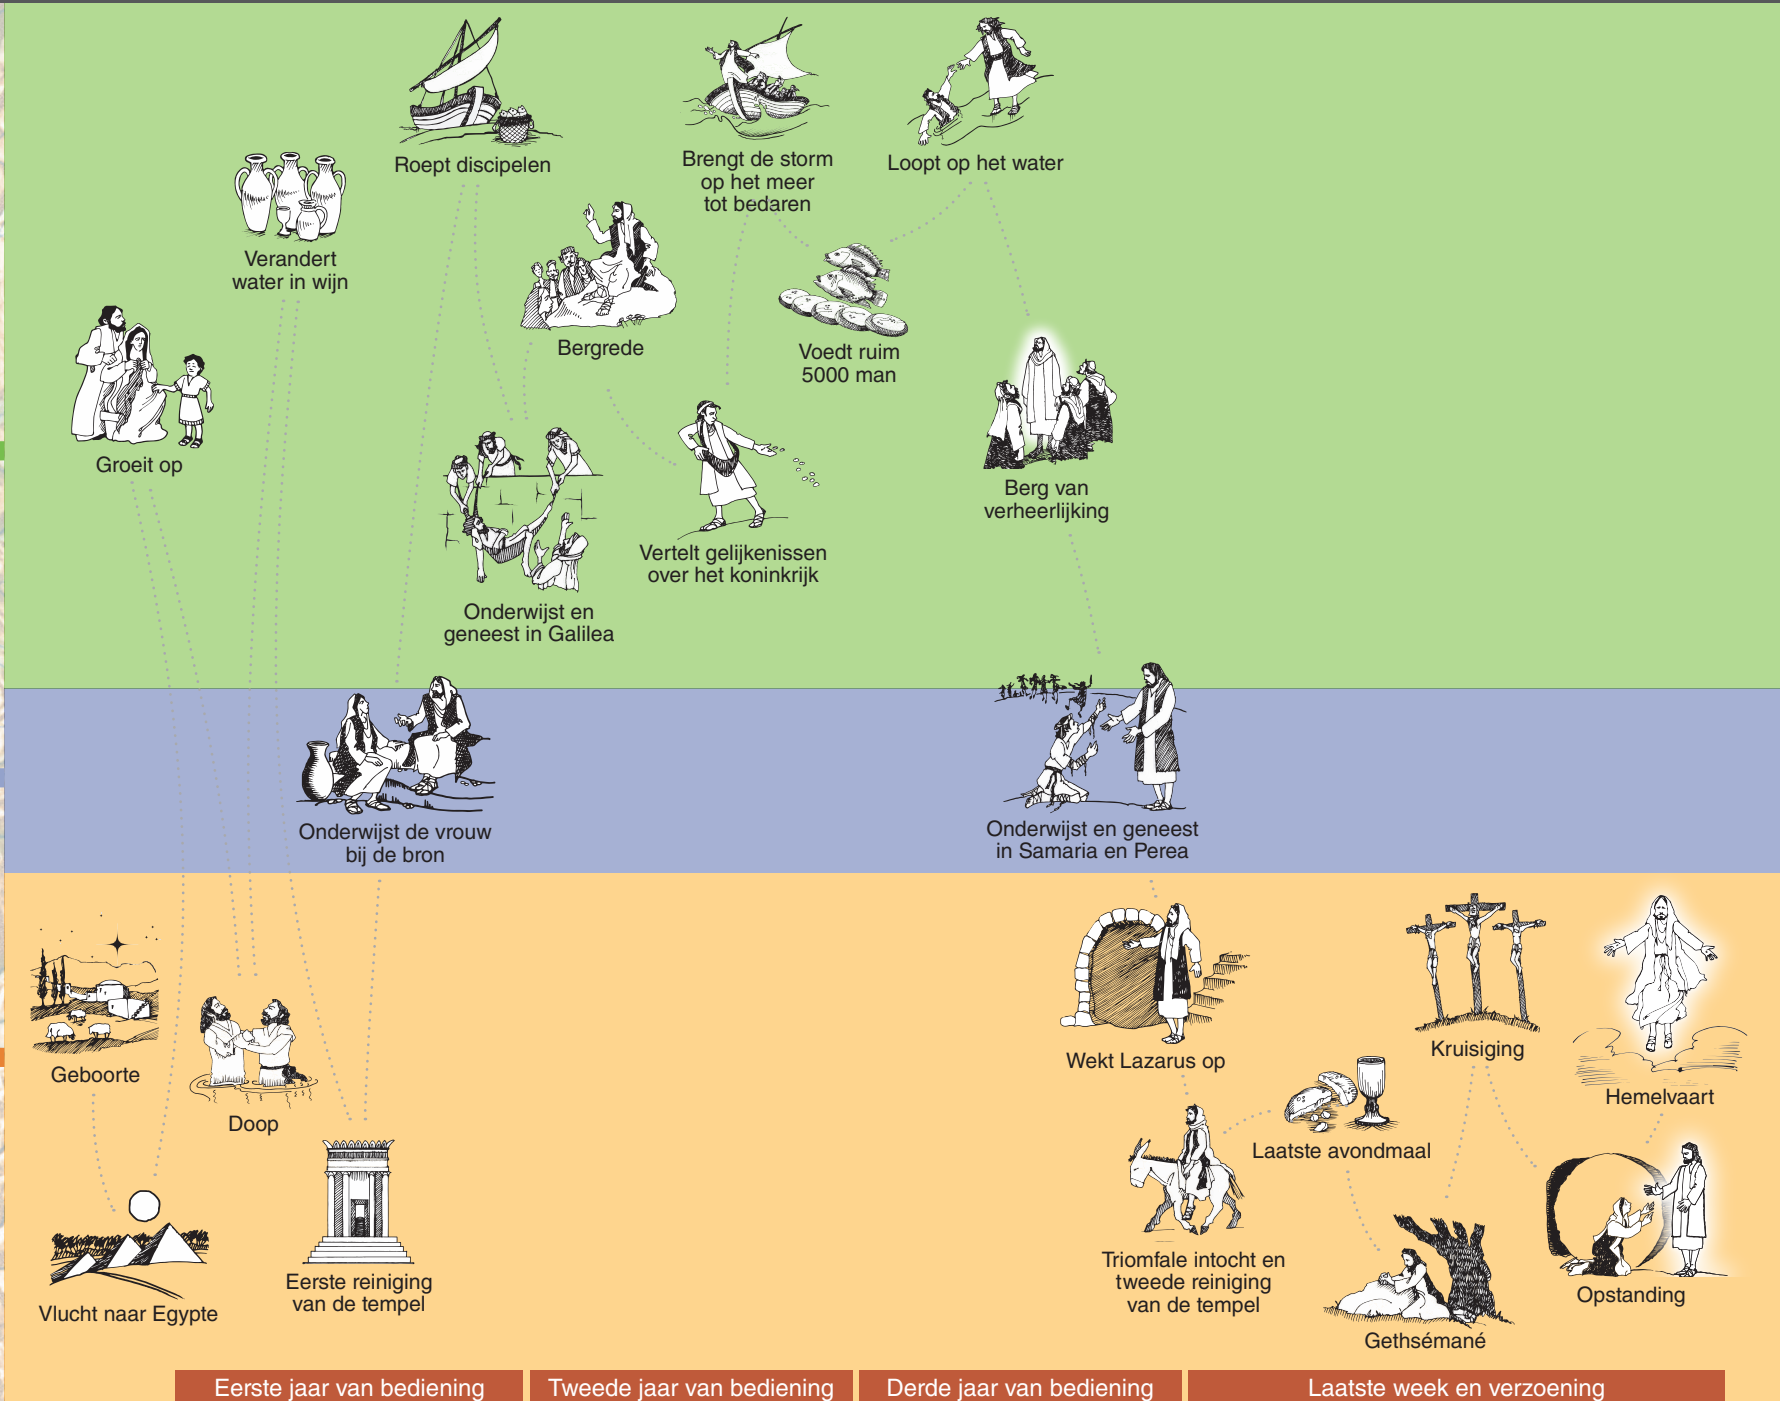 Roept discipelen
Brengt de storm
op het meer
tot bedaren
Loopt op het water
Verandert
water in wijn
Bergrede
Voedt ruim
5000 man
Groeit op
Berg van
verheerlijking
Vertelt gelijkenissen
over het koninkrijk
Onderwijst en
geneest in Galilea
Onderwijst de vrouw
bij de bron
Onderwijst en geneest
in Samaria en Perea
Geboorte
Doop
Wekt Lazarus op
Kruisiging
Hemelvaart
Laatste avondmaal
Vlucht naar Egypte
Eerste reiniging
van de tempel
Triomfale intocht en
tweede reiniging
van de tempel
Gethsémané
Opstanding
Eerste jaar van bediening
Tweede jaar van bediening
Derde jaar van bediening
Laatste week en verzoening